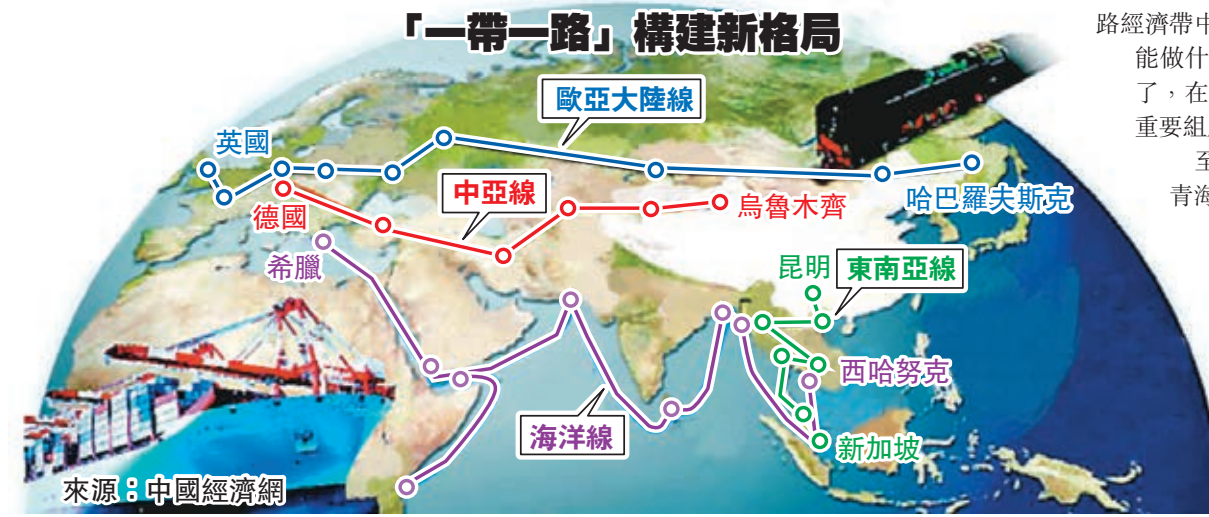 「一帶一路」構建新格局
歐亞大陸線
英國
哈巴羅夫斯克
中亞線
德國
烏魯木齊
希臘
昆明
東南亞線
西哈努克
海洋線
新加坡
來源：中國經濟網
路經濟帶中
能做什
了，在
重要組
至
青海